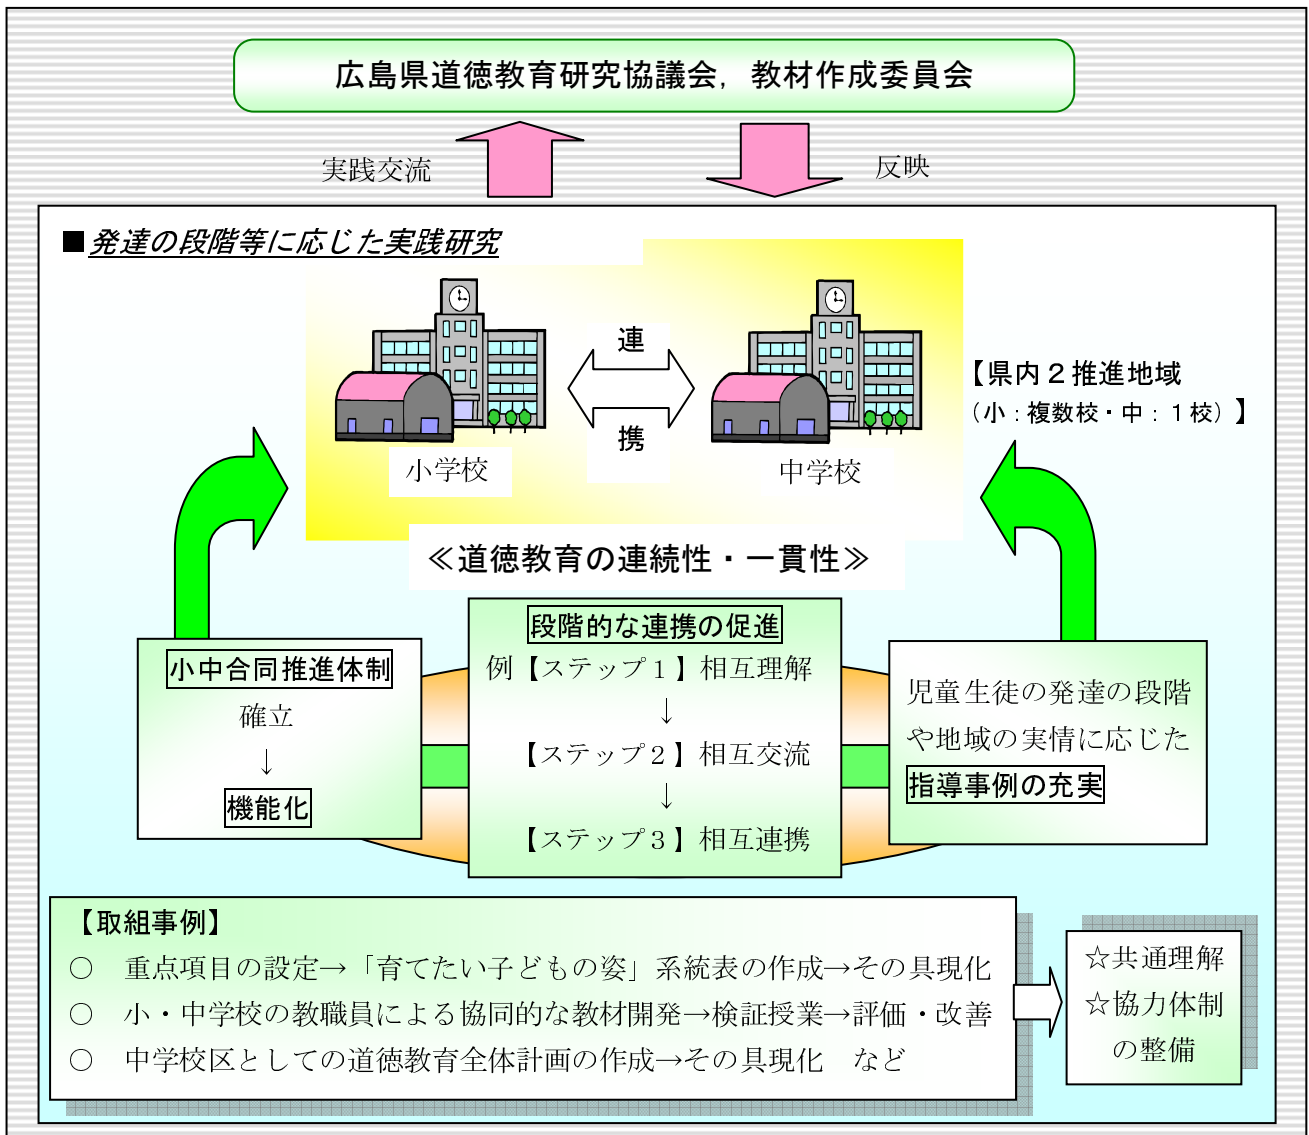 広島県道徳教育研究協議会，教材作成委員会
実践交流
反映
■発達の段階等に応じた実践研究
連
携
小学校
中学校
【県内２推進地域
（小：複数校・中：１校）】
≪道徳教育の連続性・一貫性≫
小中合同推進体制
確立
↓
機能化
段階的な連携の促進
例【ステップ１】相互理解
↓
【ステップ２】相互交流
↓
【ステップ３】相互連携
児童生徒の発達の段階
や地域の実情に応じた
指導事例の充実
【取組事例】
○　重点項目の設定→「育てたい子どもの姿」系統表の作成→その具現化
○　小・中学校の教職員による協同的な教材開発→検証授業→評価・改善
○　中学校区としての道徳教育全体計画の作成→その具現化　など
☆共通理解
☆協力体制
の整備